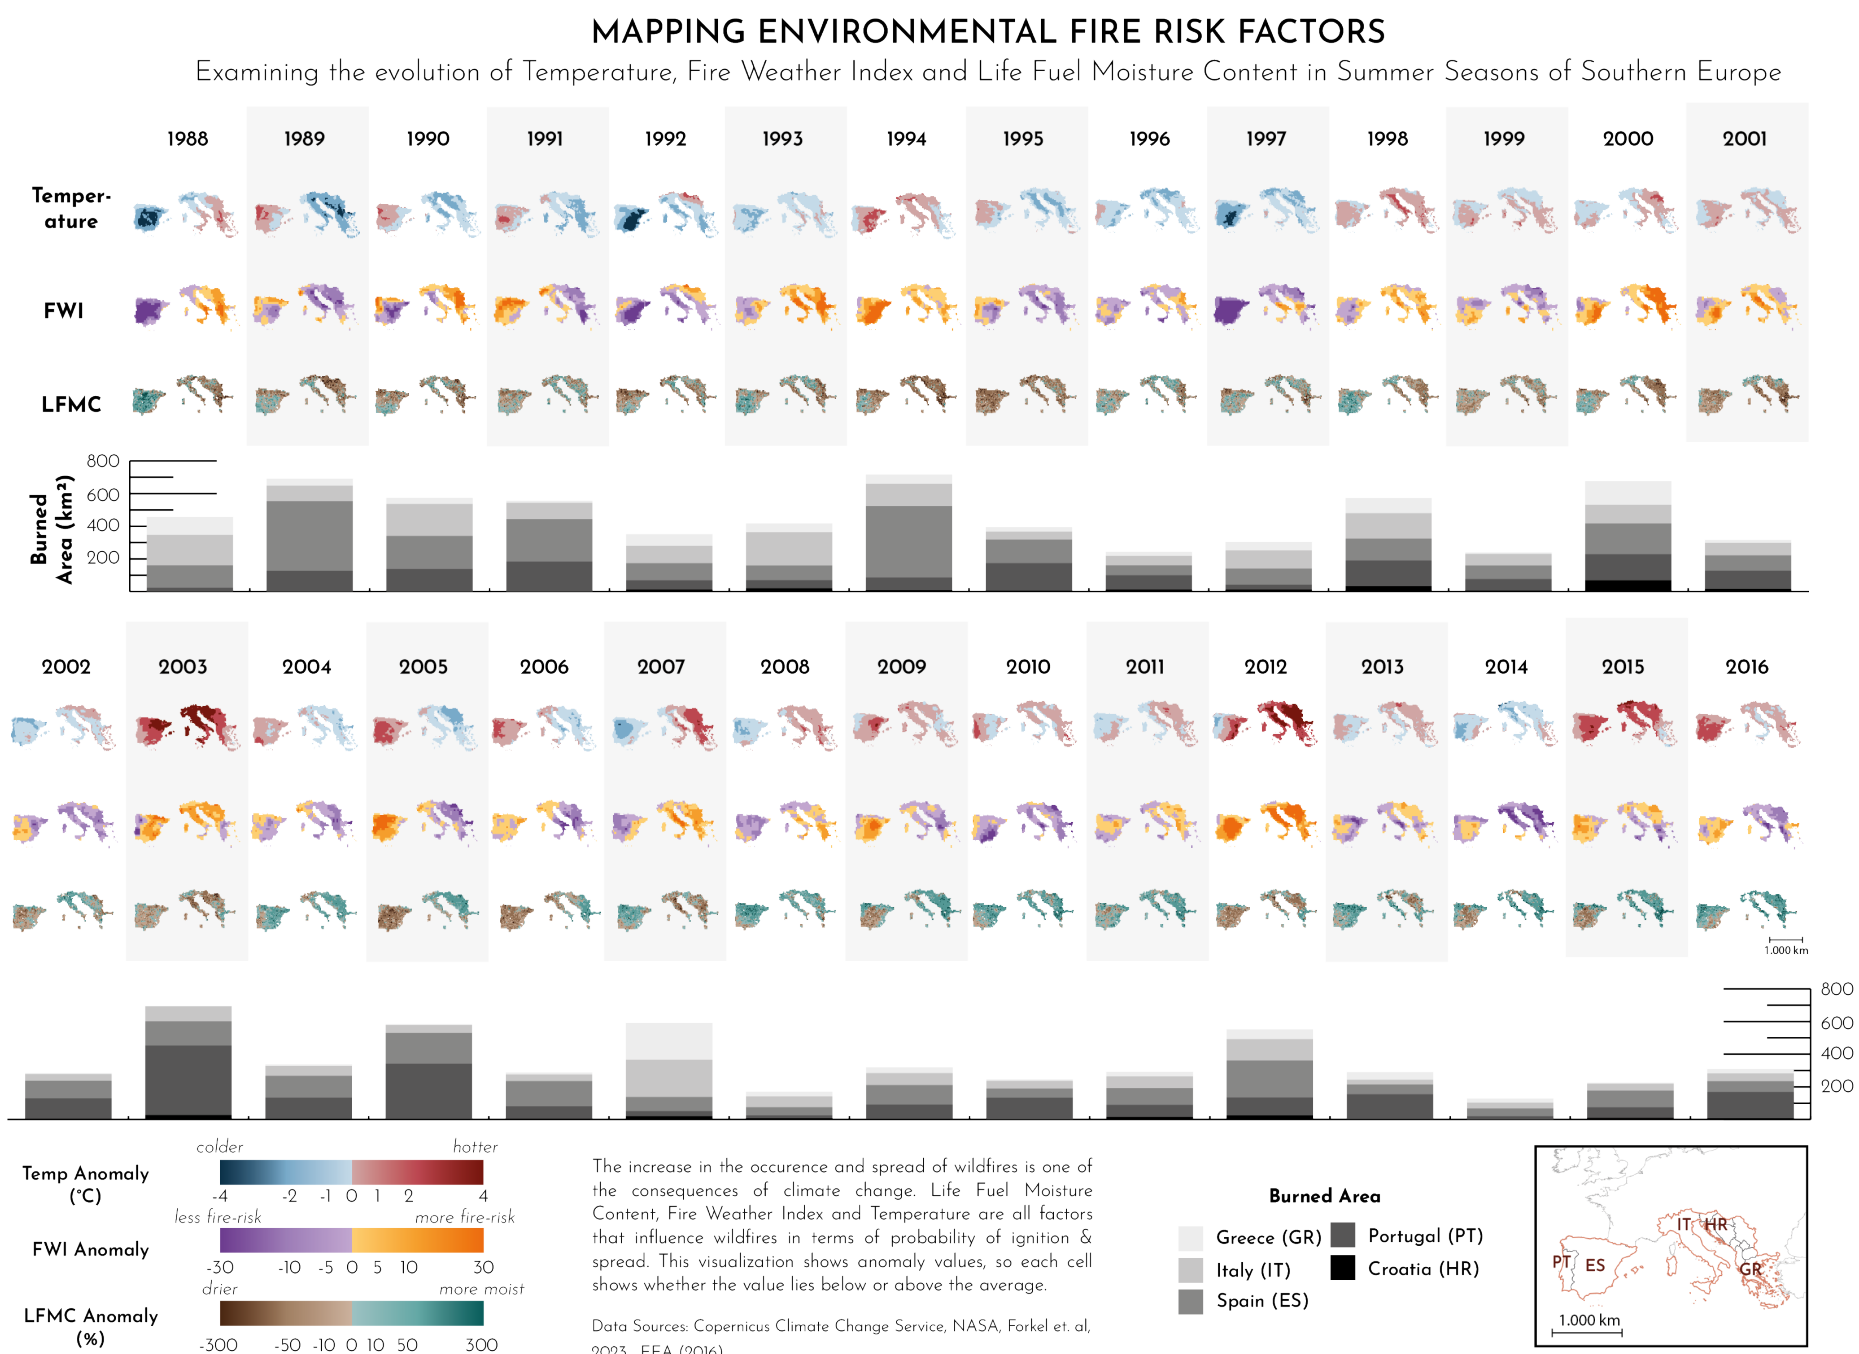 MAPPING ENVIRONMENTAL FIRE RISK FACTORS
Examining the evolution of Temperature, Fire Weather Index and Life Fuel Moisture Content in Summer Seasons of Southern Europe
1988 1989 1990 1991 1992 1993 1994 1995 1996 1997 1998 1999 2000 2001
Temper-
ature
FWI
LFMC
Burned
Area (km²)
800
600
400
200
2002 2003 2004 2005 2006 2007 2008 2009 2010 2011 2012 2013 2014 2015 2016
1.000 km
800
600
400
200
colder hotter
Temp Anomaly
(°C)
-4 -2 -1 0 1 2 4
less fire-risk more fire-risk
FWI Anomaly
-30 -10 -5 0 5 10 30
drier more moist
LFMC Anomaly
(%)
-300 -50 -10 0 10 50 300
The increase in the occurence and spread of wildfires is one of
the consequences of climate change. Life Fuel Moisture
Content, Fire Weather Index and Temperature are all factors
that influence wildfires in terms of probability of ignition &
spread. This visualization shows anomaly values, so each cell
shows whether the value lies below or above the average.
Data Sources: Copernicus Climate Change Service, NASA, Forkel et. al,
2023, EEA (2016)
Burned Area
Greece (GR)
Italy (IT)
Spain (ES)
Portugal (PT)
Croatia (HR)
IT HR
PT ES GR
1.000 km